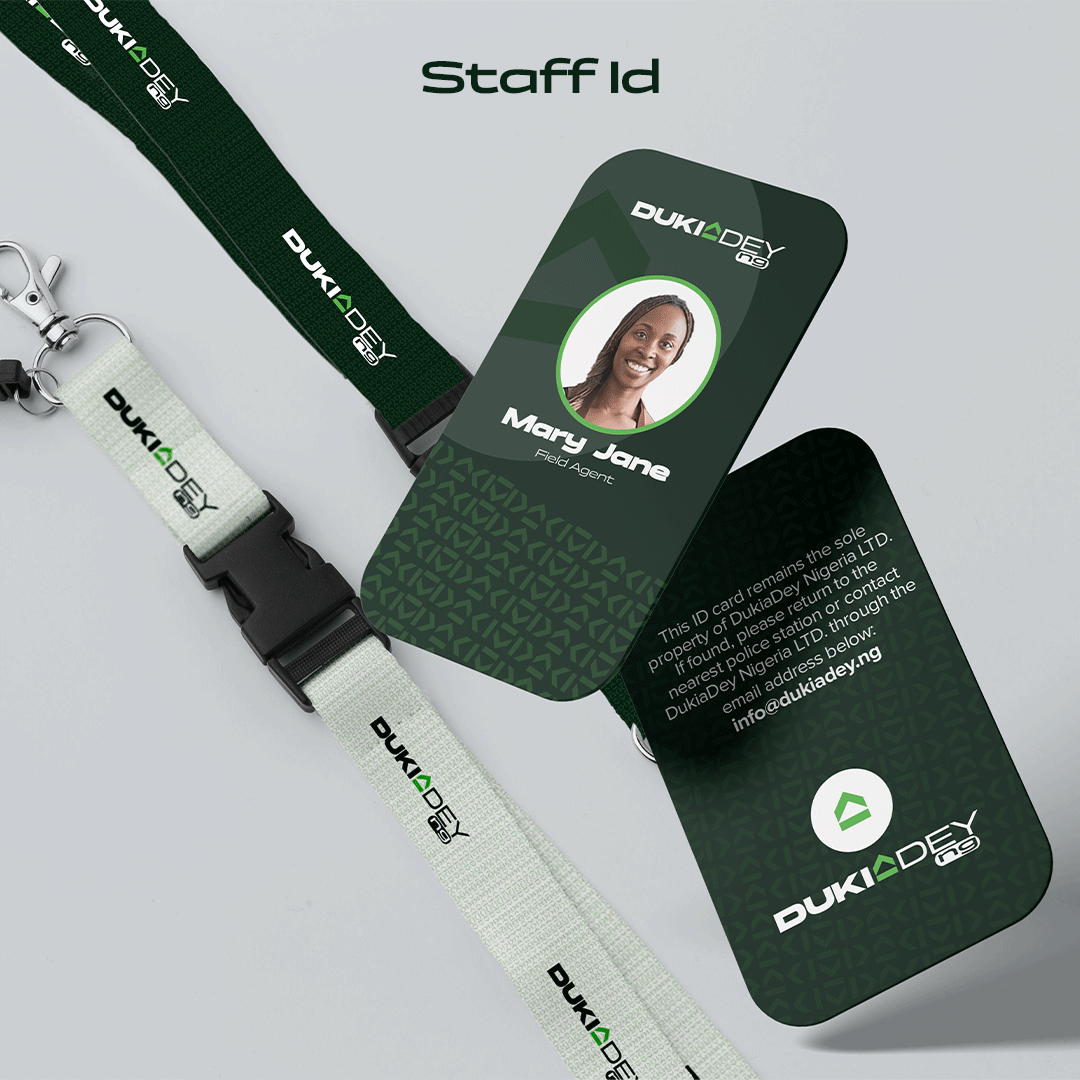 Staff Id
DUKIADEY
ng
DUKIADEY
ng
DUKIADEY
ng
DUKIADEY
ng
Mary Jane
Field Agent
DUKIADEY
ng
This ID card remains the sole
property of DukiaDey Nigeria LTD.
If found, please return to the
nearest police station or contact
DukiaDey Nigeria LTD. through the
email address below:
info@dukiadey.ng
DUKIADEY
ng
DUKIADEY
ng
DUKIADEY
ng